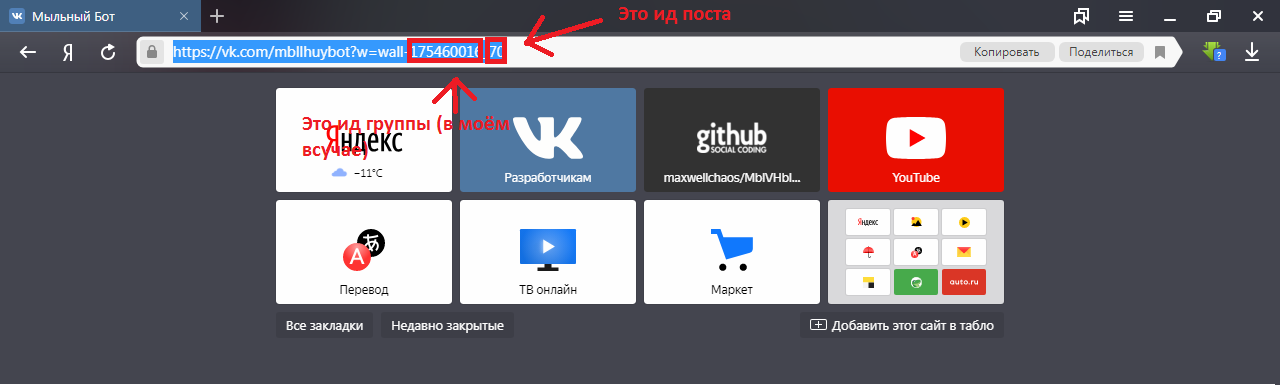 Мыльный Бот
Это ид поста
https://vk.com/mbllhuybot?w=wall-175460016_70
Копировать
Поделиться
Это ид группы (в моём
всучае)
Яндекс
−11°C
Разработчикам
github
SOCIAL CODING
maxwellchaos/MblVHbl...
YouTube
Перевод
ТВ онлайн
Маркет
Яндекс
auto.ru
Все закладки
Недавно закрытые
Добавить этот сайт в табло